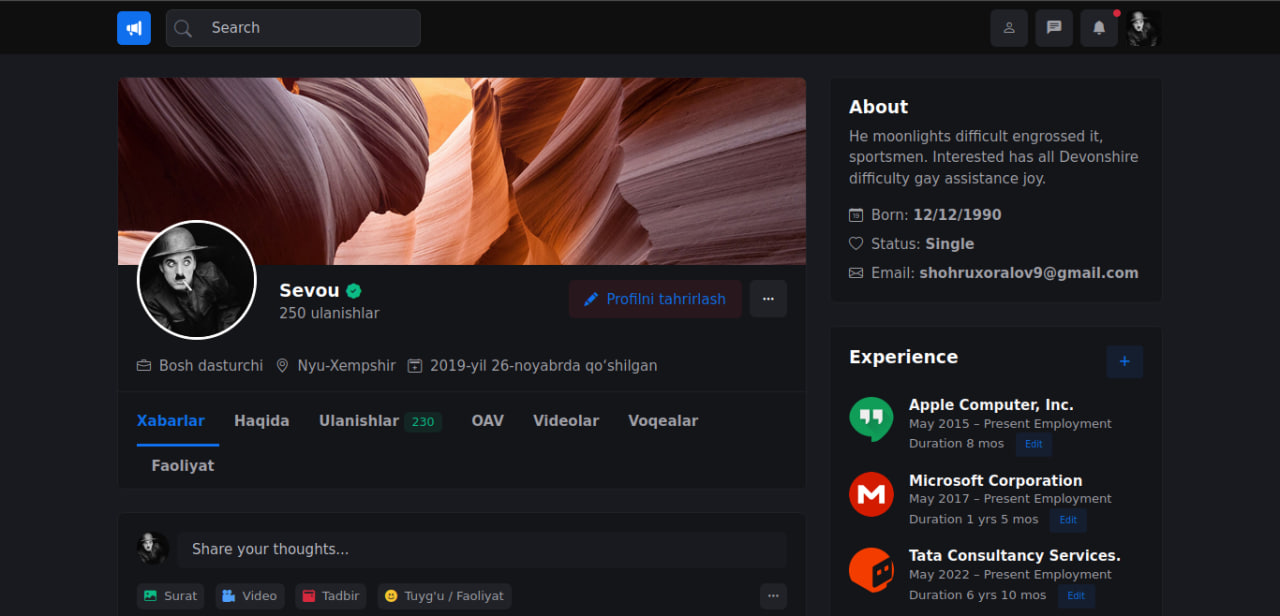 Search
Sevou
250 ulanishlar
Profilni tahrirlash
Bosh dasturchi Nyu-Xempshir 2019-yil 26-noyabrda qo'shilgan
Xabarlar Haqida Ulanishlar 230 OAV Videolar Voqealar
Faoliyat
Share your thoughts...
Surat Video Tadbir Tuyg'u / Faoliyat
About
He moonlights difficult engrossed it,
sportsmen. Interested has all Devonshire
difficulty gay assistance joy.
Born: 12/12/1990
Status: Single
Email: shohruxoralov9@gmail.com
Experience
+
Apple Computer, Inc.
May 2015 – Present Employment
Duration 8 mos Edit
Microsoft Corporation
May 2017 – Present Employment
Duration 1 yrs 5 mos Edit
Tata Consultancy Services.
May 2022 – Present Employment
Duration 6 yrs 10 mos Edit